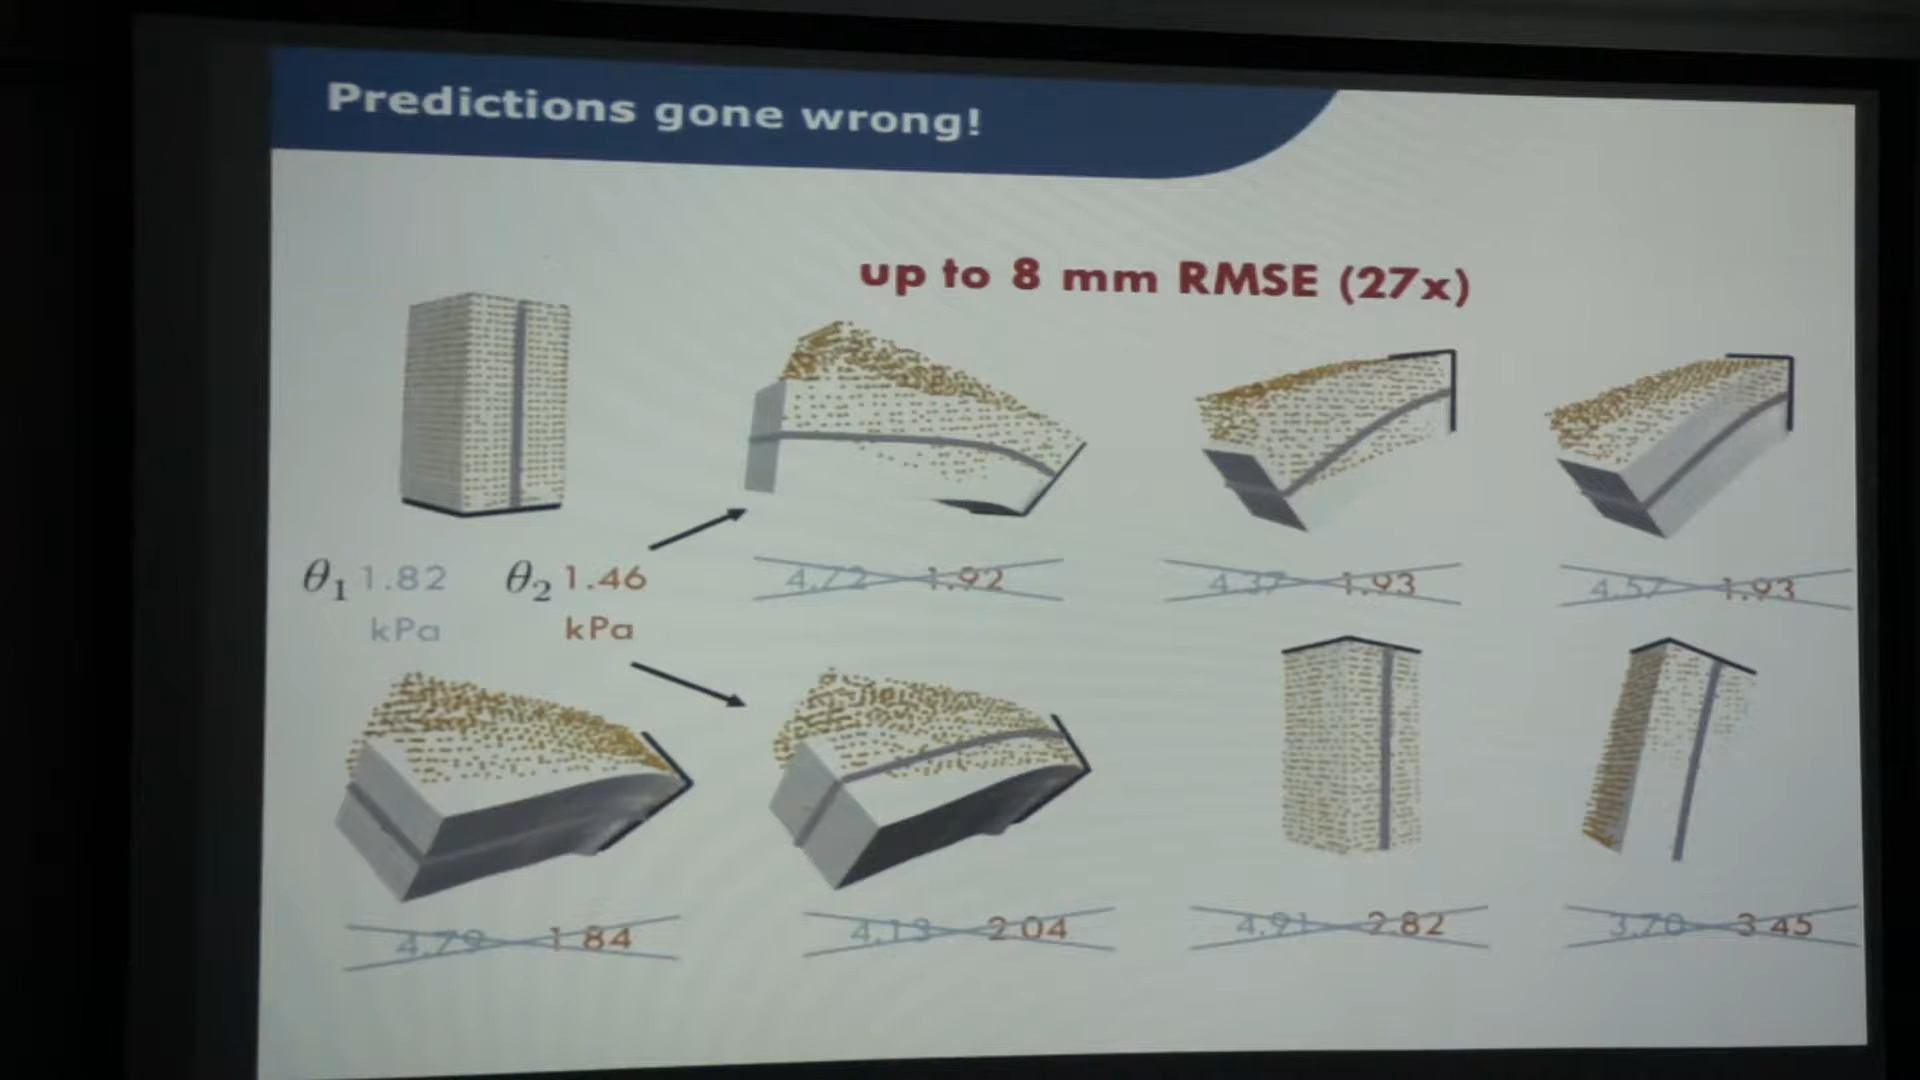 Predictions gone wrong!
up to 8 mm RMSE (27x)
θ1 1.82 θ2 1.46
kPa kPa
4.72 1.92
4.37 1.93
4.57 1.93
4.79 1.84
4.13 2.04
4.91 2.82
3.70 3.45